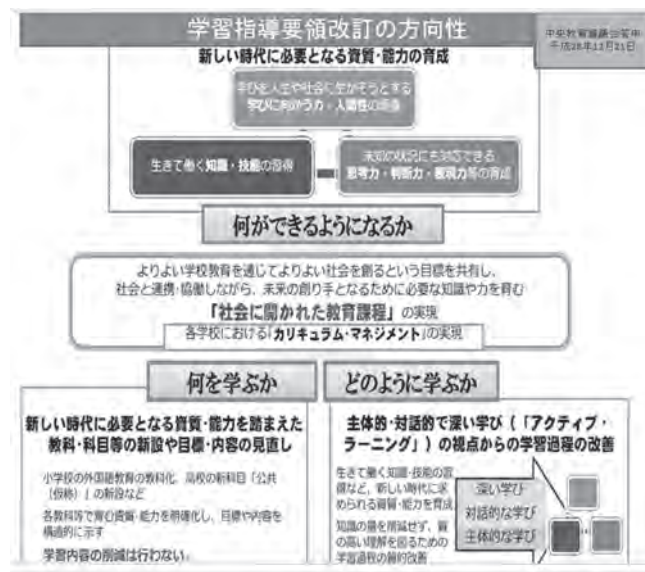 学習指導要領改訂の方向性
中央教育審議会答申
平成28年12月21日
新しい時代に必要となる資質・能力の育成
学びを人生や社会に生かそうとする
学びに向かう力・人間性の涵養
生きて働く知識・技能の習得
未知の状況にも対応できる
思考力・判断力・表現力等の育成
何ができるようになるか
よりよい学校教育を通じてよりよい社会を創るという目標を共有し、
社会と連携・協働しながら、未来の創り手となるために必要な知識や力を育む
「社会に開かれた教育課程」の実現
各学校における「カリキュラム・マネジメント」の実現
何を学ぶか
新しい時代に必要となる資質・能力を踏まえた
教科・科目等の新設や目標・内容の見直し
小学校の外国語教育の教科化、高校の新科目「公共
（仮称）」の新設など
各教科等で育む資質・能力を明確化し、目標や内容を
構造的に示す
学習内容の削減は行わない
どのように学ぶか
主体的・対話的で深い学び（「アクティブ・
ラーニング」）の視点からの学習過程の改善
生きて働く知識・技能の習
得など、新しい時代に求
められる資質・能力を育成
知識の量を削減せず、質
の高い理解を図るための
学習過程の質的改善
深い学び
対話的な学び
主体的な学び